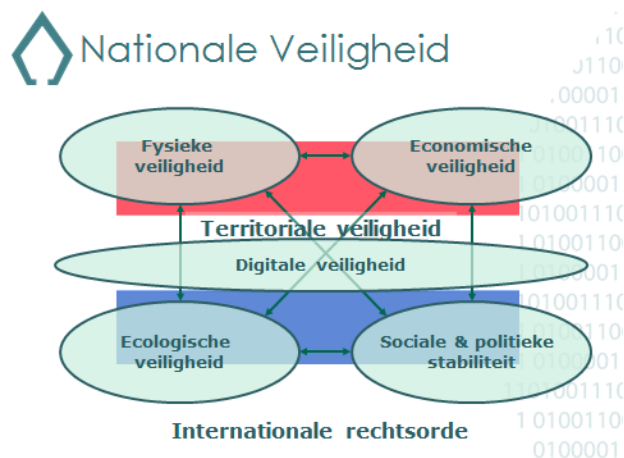 Nationale Veiligheid
Fysieke
veiligheid
Economische
veiligheid
Territoriale veiligheid
Digitale veiligheid
Ecologische
veiligheid
Sociale & politieke
stabiliteit
Internationale rechtsorde